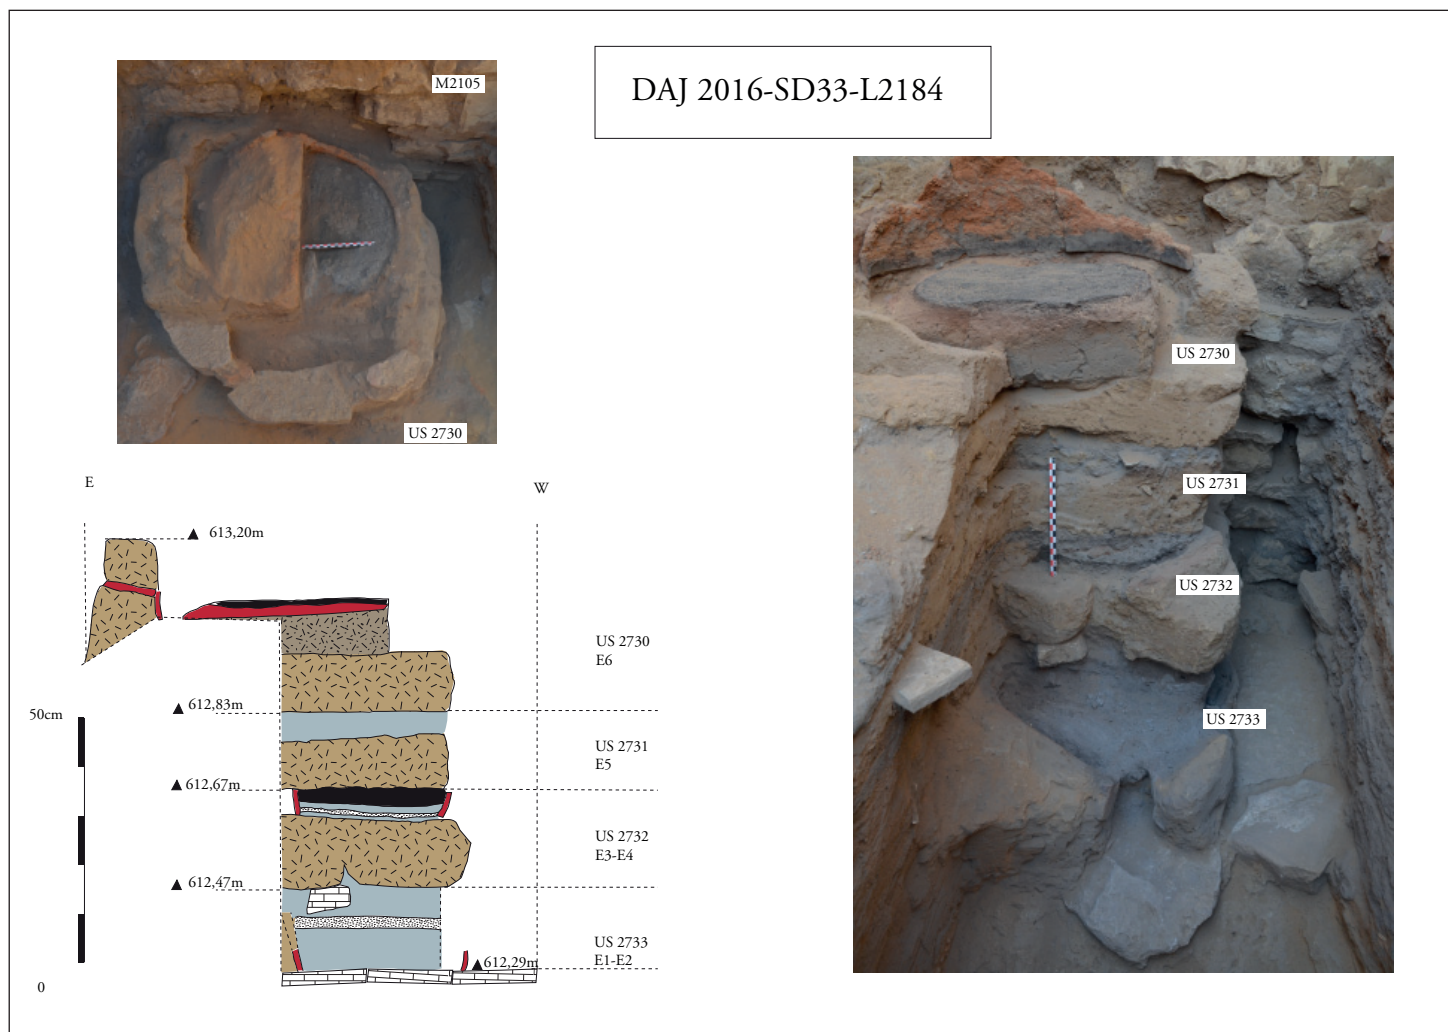 DAJ 2016-SD33-L2184
M2105
US 2730
E
W
613,20m
US 2730
E6
612,83m
50cm
US 2731
E5
612,67m
US 2732
E3-E4
612,47m
US 2733
E1-E2
612,29m
0
US 2730
US 2731
US 2732
US 2733